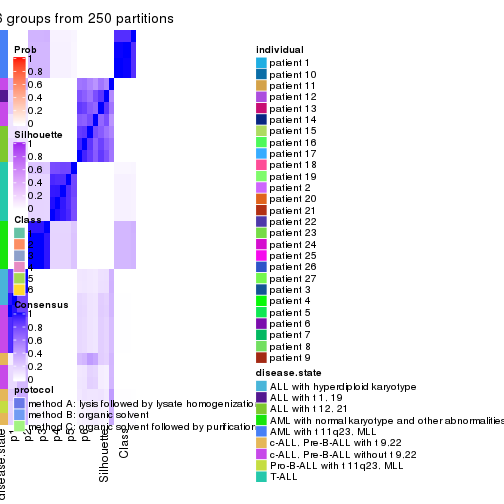 6 groups from 250 partitions
Prob
1
0.8
0.6
0.4
0.2
0
Silhouette
1
0.8
0.6
0.4
0.2
0
Class
5
6
Consensus
1
0.8
0.6
0.4
0.2
0
protocol
method A: lysis followed by lysate homogenization
method B: organic solvent
method C: organic solvent followed by purification
disease.state
p1
p2
p3
p4
p5
p6
Silhouette
Class
individual
patient 1
patient 10
patient 11
patient 12
patient 13
patient 14
patient 15
patient 16
patient 17
patient 18
patient 19
patient 2
patient 20
patient 21
patient 22
patient 23
patient 24
patient 25
patient 26
patient 27
patient 3
patient 4
patient 5
patient 6
patient 7
patient 8
patient 9
disease.state
ALL with hyperdiploid karyotype
ALL with t 1. 19
ALL with t 12. 21
AML with normal karyotype and other abnormalities
AML with t 11q23. MLL
c-ALL. Pre-B-ALL with t 9.22
c-ALL. Pre-B-ALL without t 9.22
Pro-B-ALL with t 11q23. MLL
T-ALL